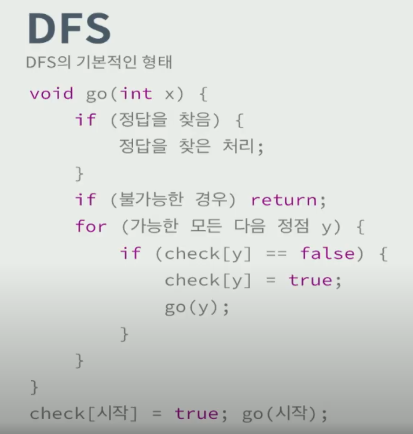 DFS
DFS의 기본적인 형태
void go(int x) {
    if (정답을 찾음) {
        정답을 찾은 처리;
    }
    if (불가능한 경우) return;
    for (가능한 모든 다음 정점 y) {
        if (check[y] == false) {
            check[y] = true;
            go(y);
        }
    }
}
check[시작] = true; go(시작);